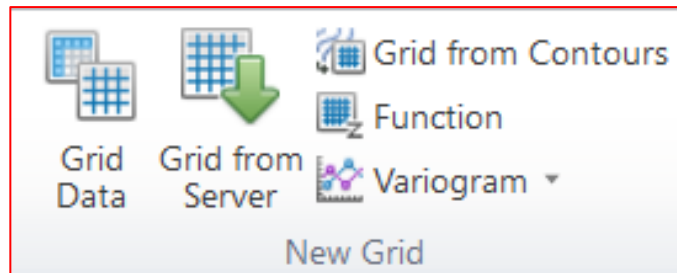 Grid
Data
Grid from
Server
Grid from Contours
Function
Variogram
New Grid